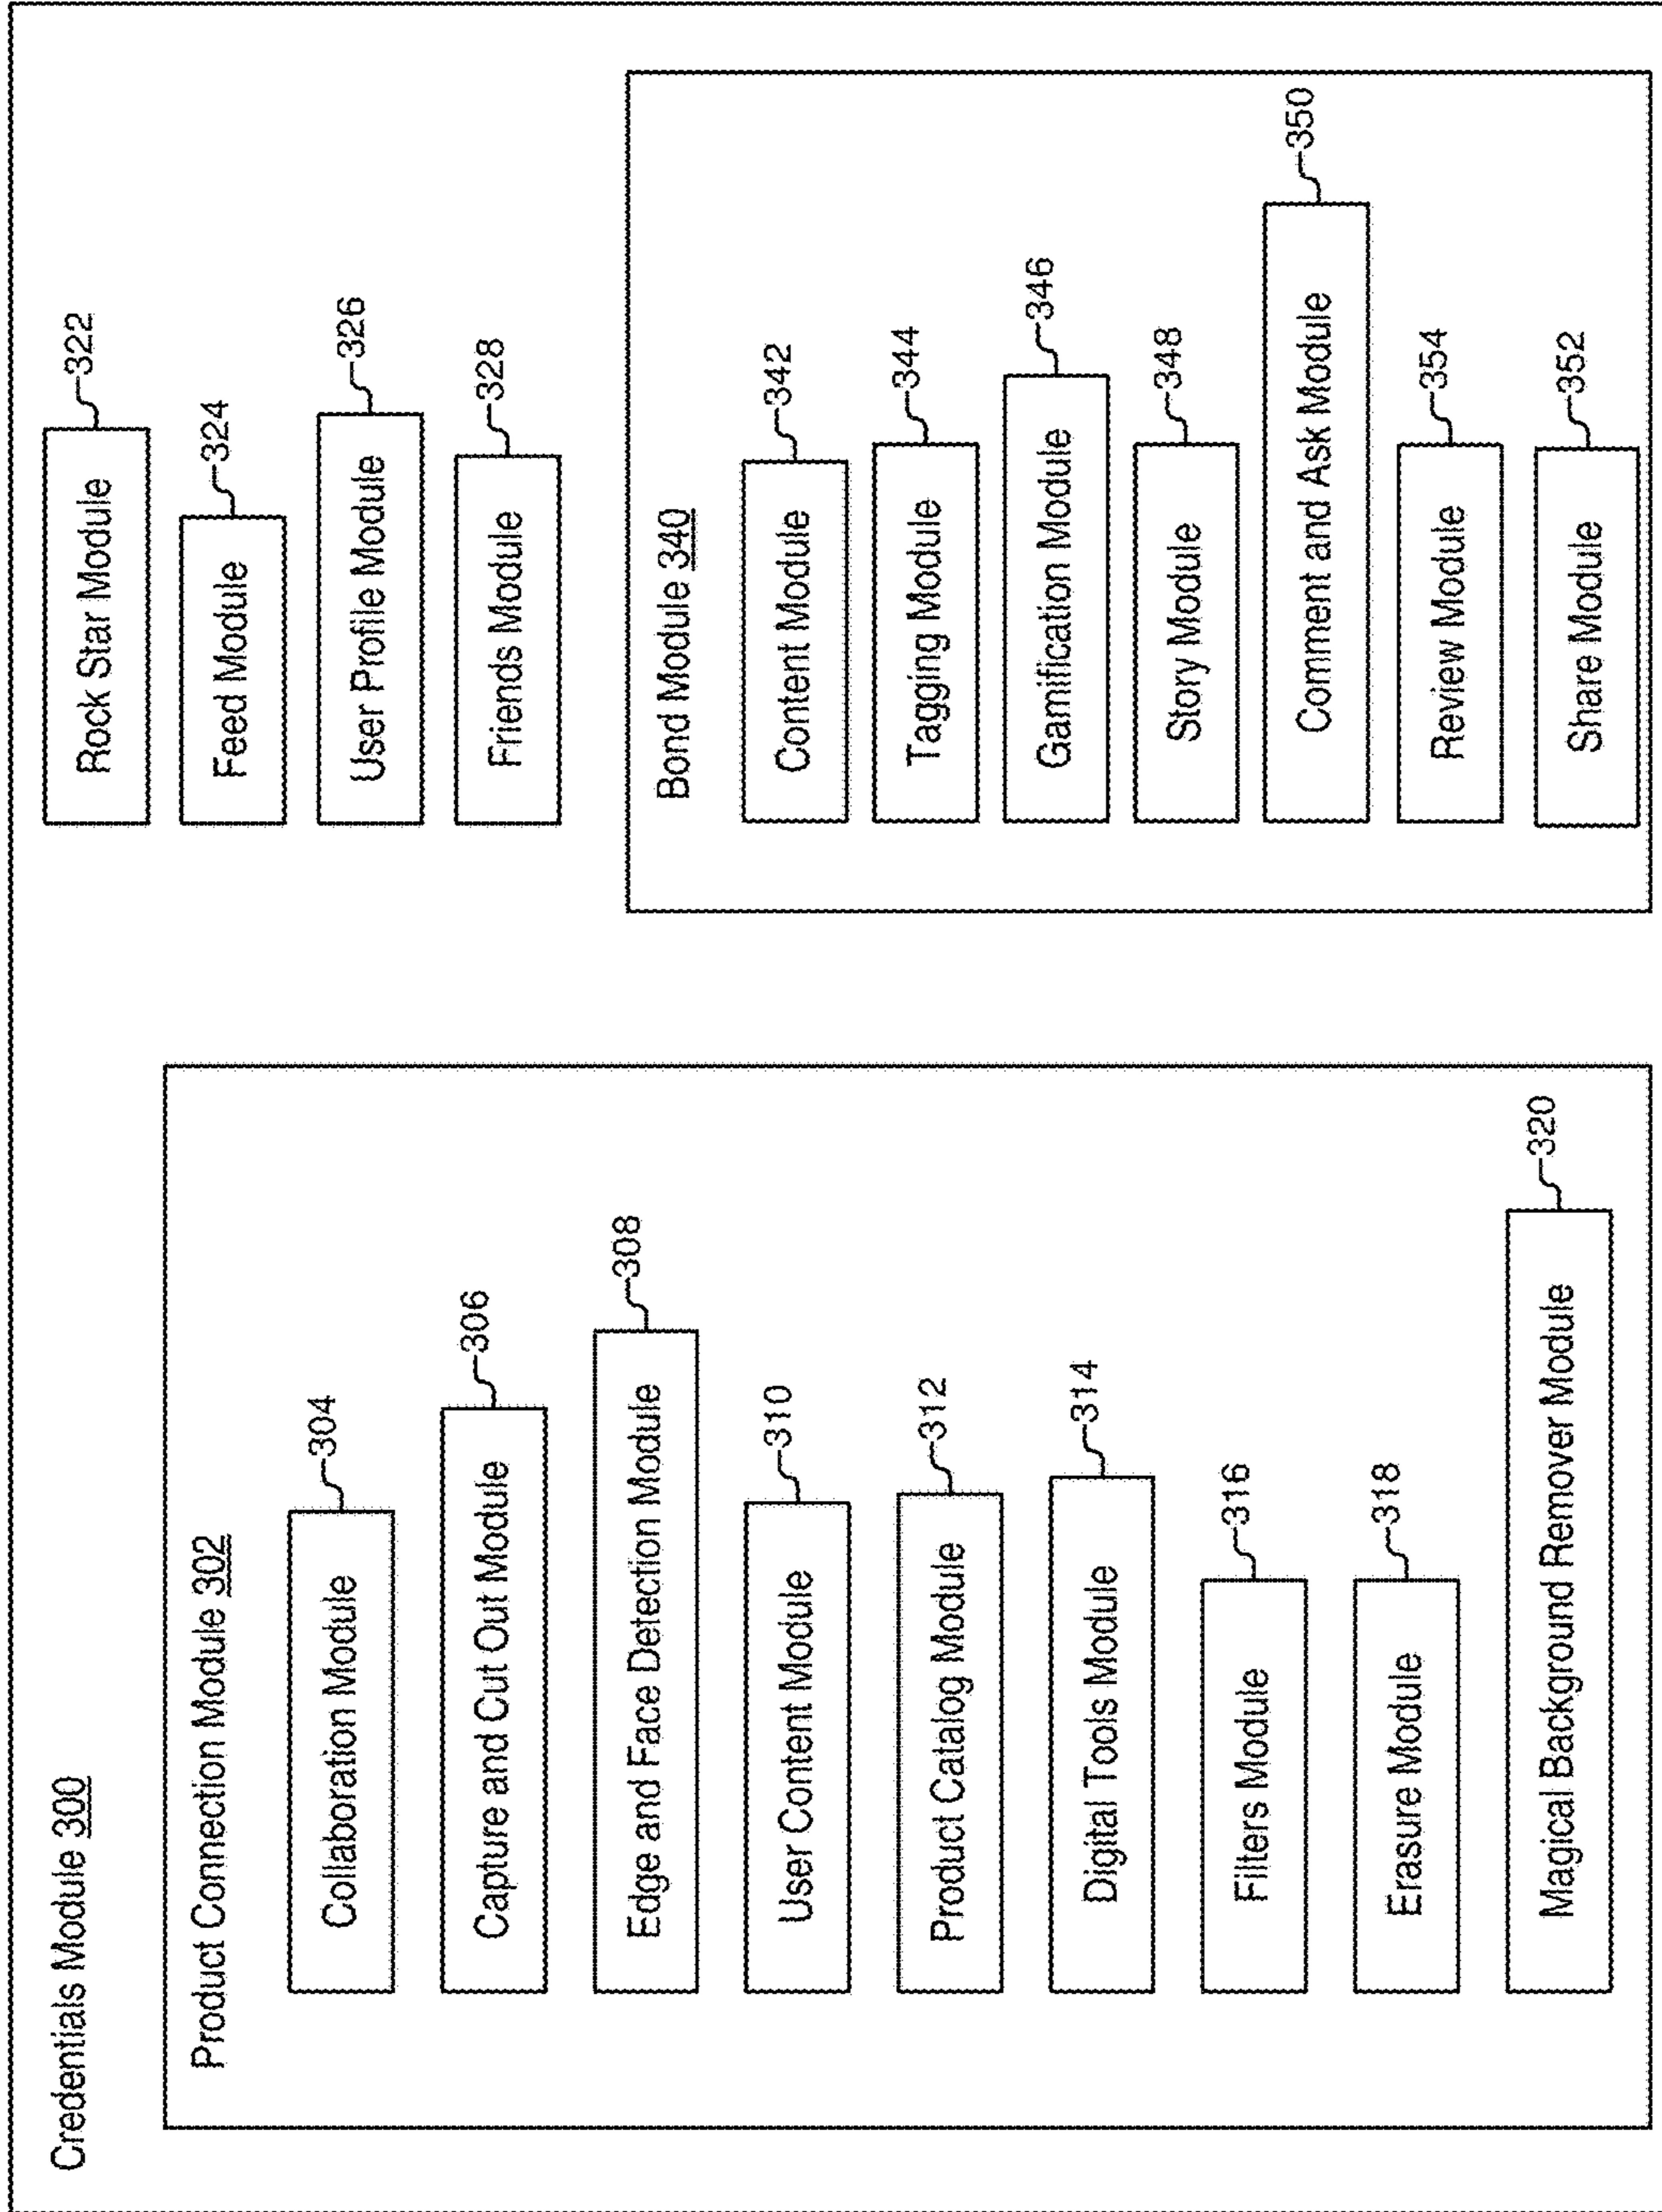 Credentials Module 300
Product Connection Module 302
Collaboration Module
304
Capture and Cut Out Module
306
Edge and Face Detection Module
308
User Content Module
310
Product Catalog Module
312
Digital Tools Module
314
Filters Module
316
Erasure Module
318
Magical Background Remover Module
320
Rock Star Module
322
Feed Module
324
User Profile Module
326
Friends Module
328
Bond Module 340
Content Module
342
Tagging Module
344
Gamification Module
346
Story Module
348
Comment and Ask Module
350
Review Module
354
Share Module
352